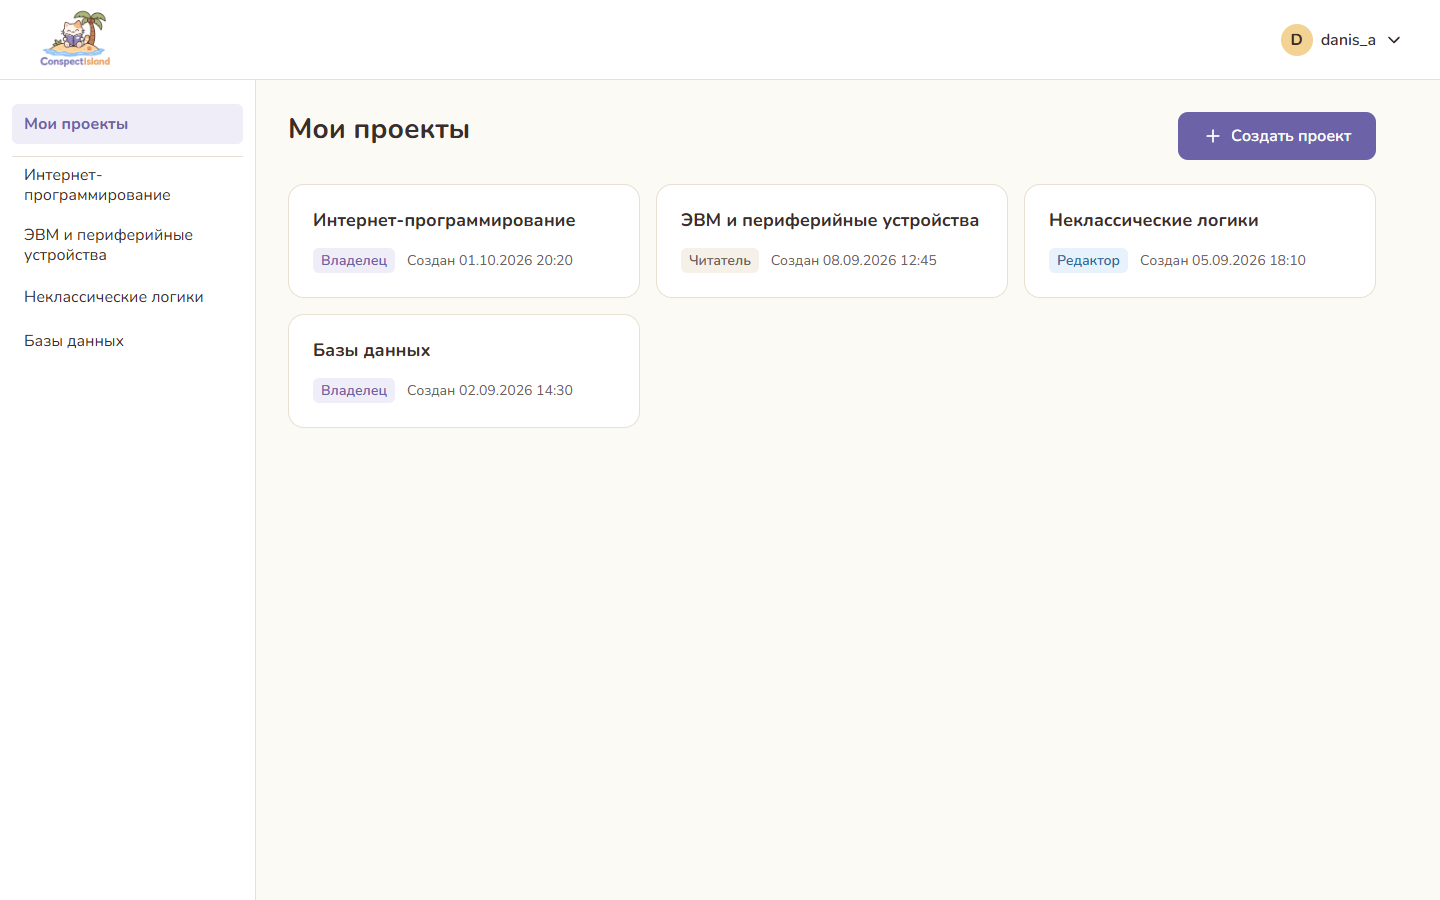 ConspectIsland
D
danis_a
Мои проекты
Интернет-
программирование
ЭВМ и периферийные
устройства
Неклассические логики
Базы данных
Мои проекты
Создать проект
Интернет-программирование
Владелец
Создан 01.10.2026 20:20
ЭВМ и периферийные устройства
Читатель
Создан 08.09.2026 12:45
Неклассические логики
Редактор
Создан 05.09.2026 18:10
Базы данных
Владелец
Создан 02.09.2026 14:30